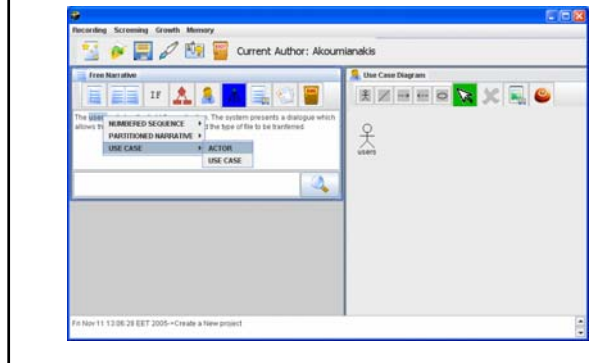 Recording Screening Growth Memory
Current Author: Akoumianakis
Free Narrative
IF
The user
The system presents a dialogue which
allows
the type of file to be tranferred.
NUMBERED SEQUENCE
PARTITIONED NARRATIVE
USE CASE
ACTOR
USE CASE
Use Case Diagram
users
Fri Nov 11 13:06:28 EET 2005-->Create a New project